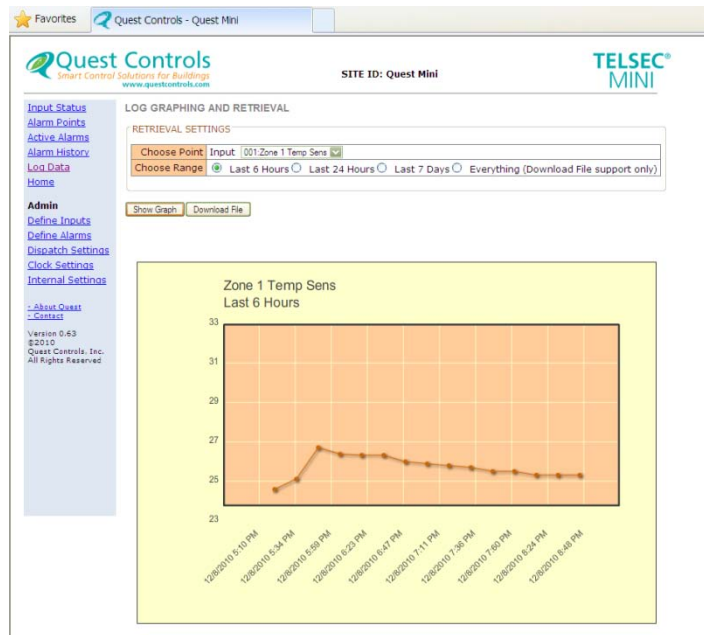 Favorites
Quest Controls - Quest Mini
Quest Controls
Smart Control Solutions for Buildings
www.questcontrols.com
SITE ID: Quest Mini
TELSEC®
MINI
Input Status
Alarm Points
Active Alarms
Alarm History
Log Data
Home
Admin
Define Inputs
Define Alarms
Dispatch Settings
Clock Settings
Internal Settings
- About Quest
- Contact
Version 0.63
©2010
Quest Controls, Inc.
All Rights Reserved
LOG GRAPHING AND RETRIEVAL
RETRIEVAL SETTINGS
Choose Point Input 001:Zone 1 Temp Sens
Choose Range Last 6 Hours Last 24 Hours Last 7 Days Everything (Download File support only)
Show Graph Download File
Zone 1 Temp Sens
Last 6 Hours
33
31
29
27
25
23
12/8/2010 5:10 PM
12/8/2010 5:34 PM
12/8/2010 5:59 PM
12/8/2010 6:23 PM
12/8/2010 6:47 PM
12/8/2010 7:11 PM
12/8/2010 7:36 PM
12/8/2010 7:60 PM
12/8/2010 8:24 PM
12/8/2010 8:48 PM